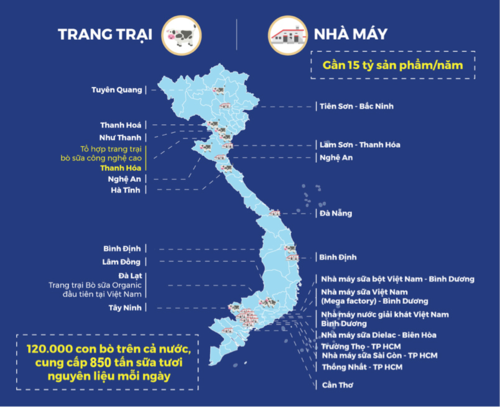 TRANG TRẠI
NHÀ MÁY
Gần 15 tỷ sản phẩm/năm
Tuyên Quang
Tiên Sơn - Bắc Ninh
Thanh Hoá
Như Thanh
Tổ hợp trang trại
bò sữa công nghệ cao
Thanh Hóa
Nghệ An
Hà Tĩnh
Lam Sơn - Thanh Hóa
Nghệ An
Đà Nẵng
Bình Định
Lâm Đồng
Đà Lạt
Trang trại Bò sữa Organic
đầu tiên tại Việt Nam
Tây Ninh
Bình Định
Nhà máy sữa bột Việt Nam - Bình Dương
Nhà máy sữa Việt Nam
(Mega factory) - Bình Dương
Nhà máy nước giải khát Việt Nam
Bình Dương
Nhà máy sữa Dielac - Biên Hòa
Trường Thọ - TP HCM
Nhà máy sữa Sài Gòn - TP HCM
Thống Nhất - TP HCM
Cần Thơ
120.000 con bò trên cả nước,
cung cấp 850 tấn sữa tươi
nguyên liệu mỗi ngày